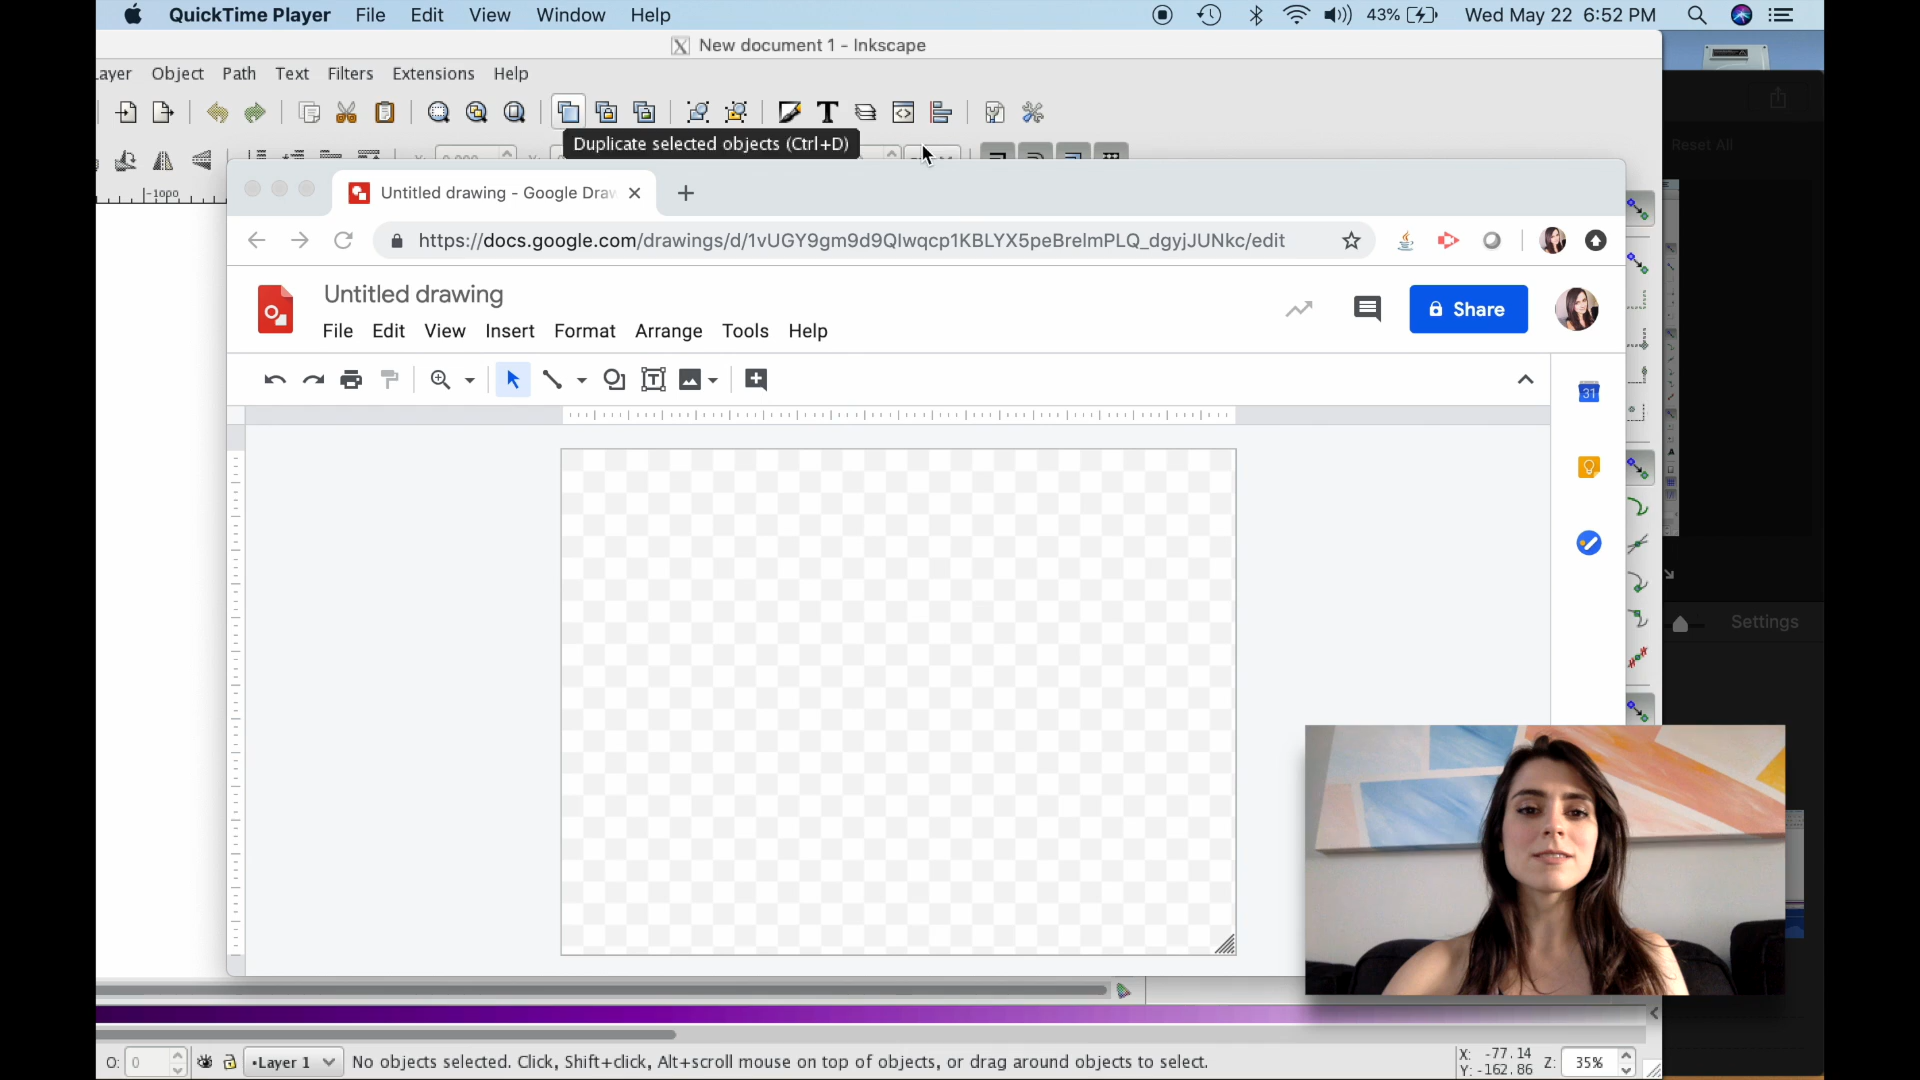 QuickTime Player File Edit View Window Help 43% Wed May 22 6:52 PM
New document 1 - Inkscape
ayer Object Path Text Filters Extensions Help
Duplicate selected objects (Ctrl+D)
Reset All
-1000
Untitled drawing - Google Draw
https://docs.google.com/drawings/d/1vUGY9gm9d9QIwqcp1KBLYX5peBrelmPLQ_dgyjJUNkc/edit
Untitled drawing
Share
File Edit View Insert Format Arrange Tools Help
31
Settings
O: 0 •Layer 1 No objects selected. Click, Shift+click, Alt+scroll mouse on top of objects, or drag around objects to select. X: -77.14 Z: 35%
Y: -162.86